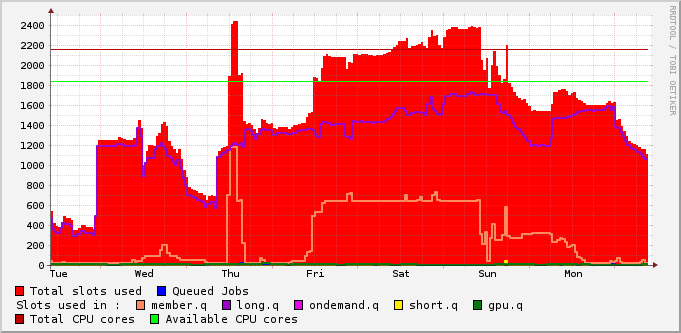 RRDTOOL / TOBI OETIKER
2400
2200
2000
1800
1600
1400
1200
1000
800
600
400
200
0
Tue Wed Thu Fri Sat Sun Mon
Total slots used Queued Jobs
Slots used in : member.q long.q ondemand.q short.q gpu.q
Total CPU cores Available CPU cores